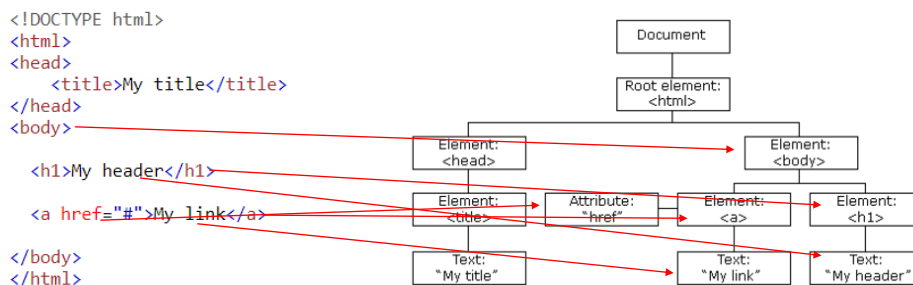 <!DOCTYPE html>
<html>
<head>
<title>My title</title>
</head>
<body>
<h1>My header</h1>
<a href="#">My link</a>
</body>
</html>
Document
Root element:
<html>
Element:
<head>
Element:
<body>
Element:
<title>
Attribute:
"href"
Element:
<a>
Element:
<h1>
Text:
"My title"
Text:
"My link"
Text:
"My header"